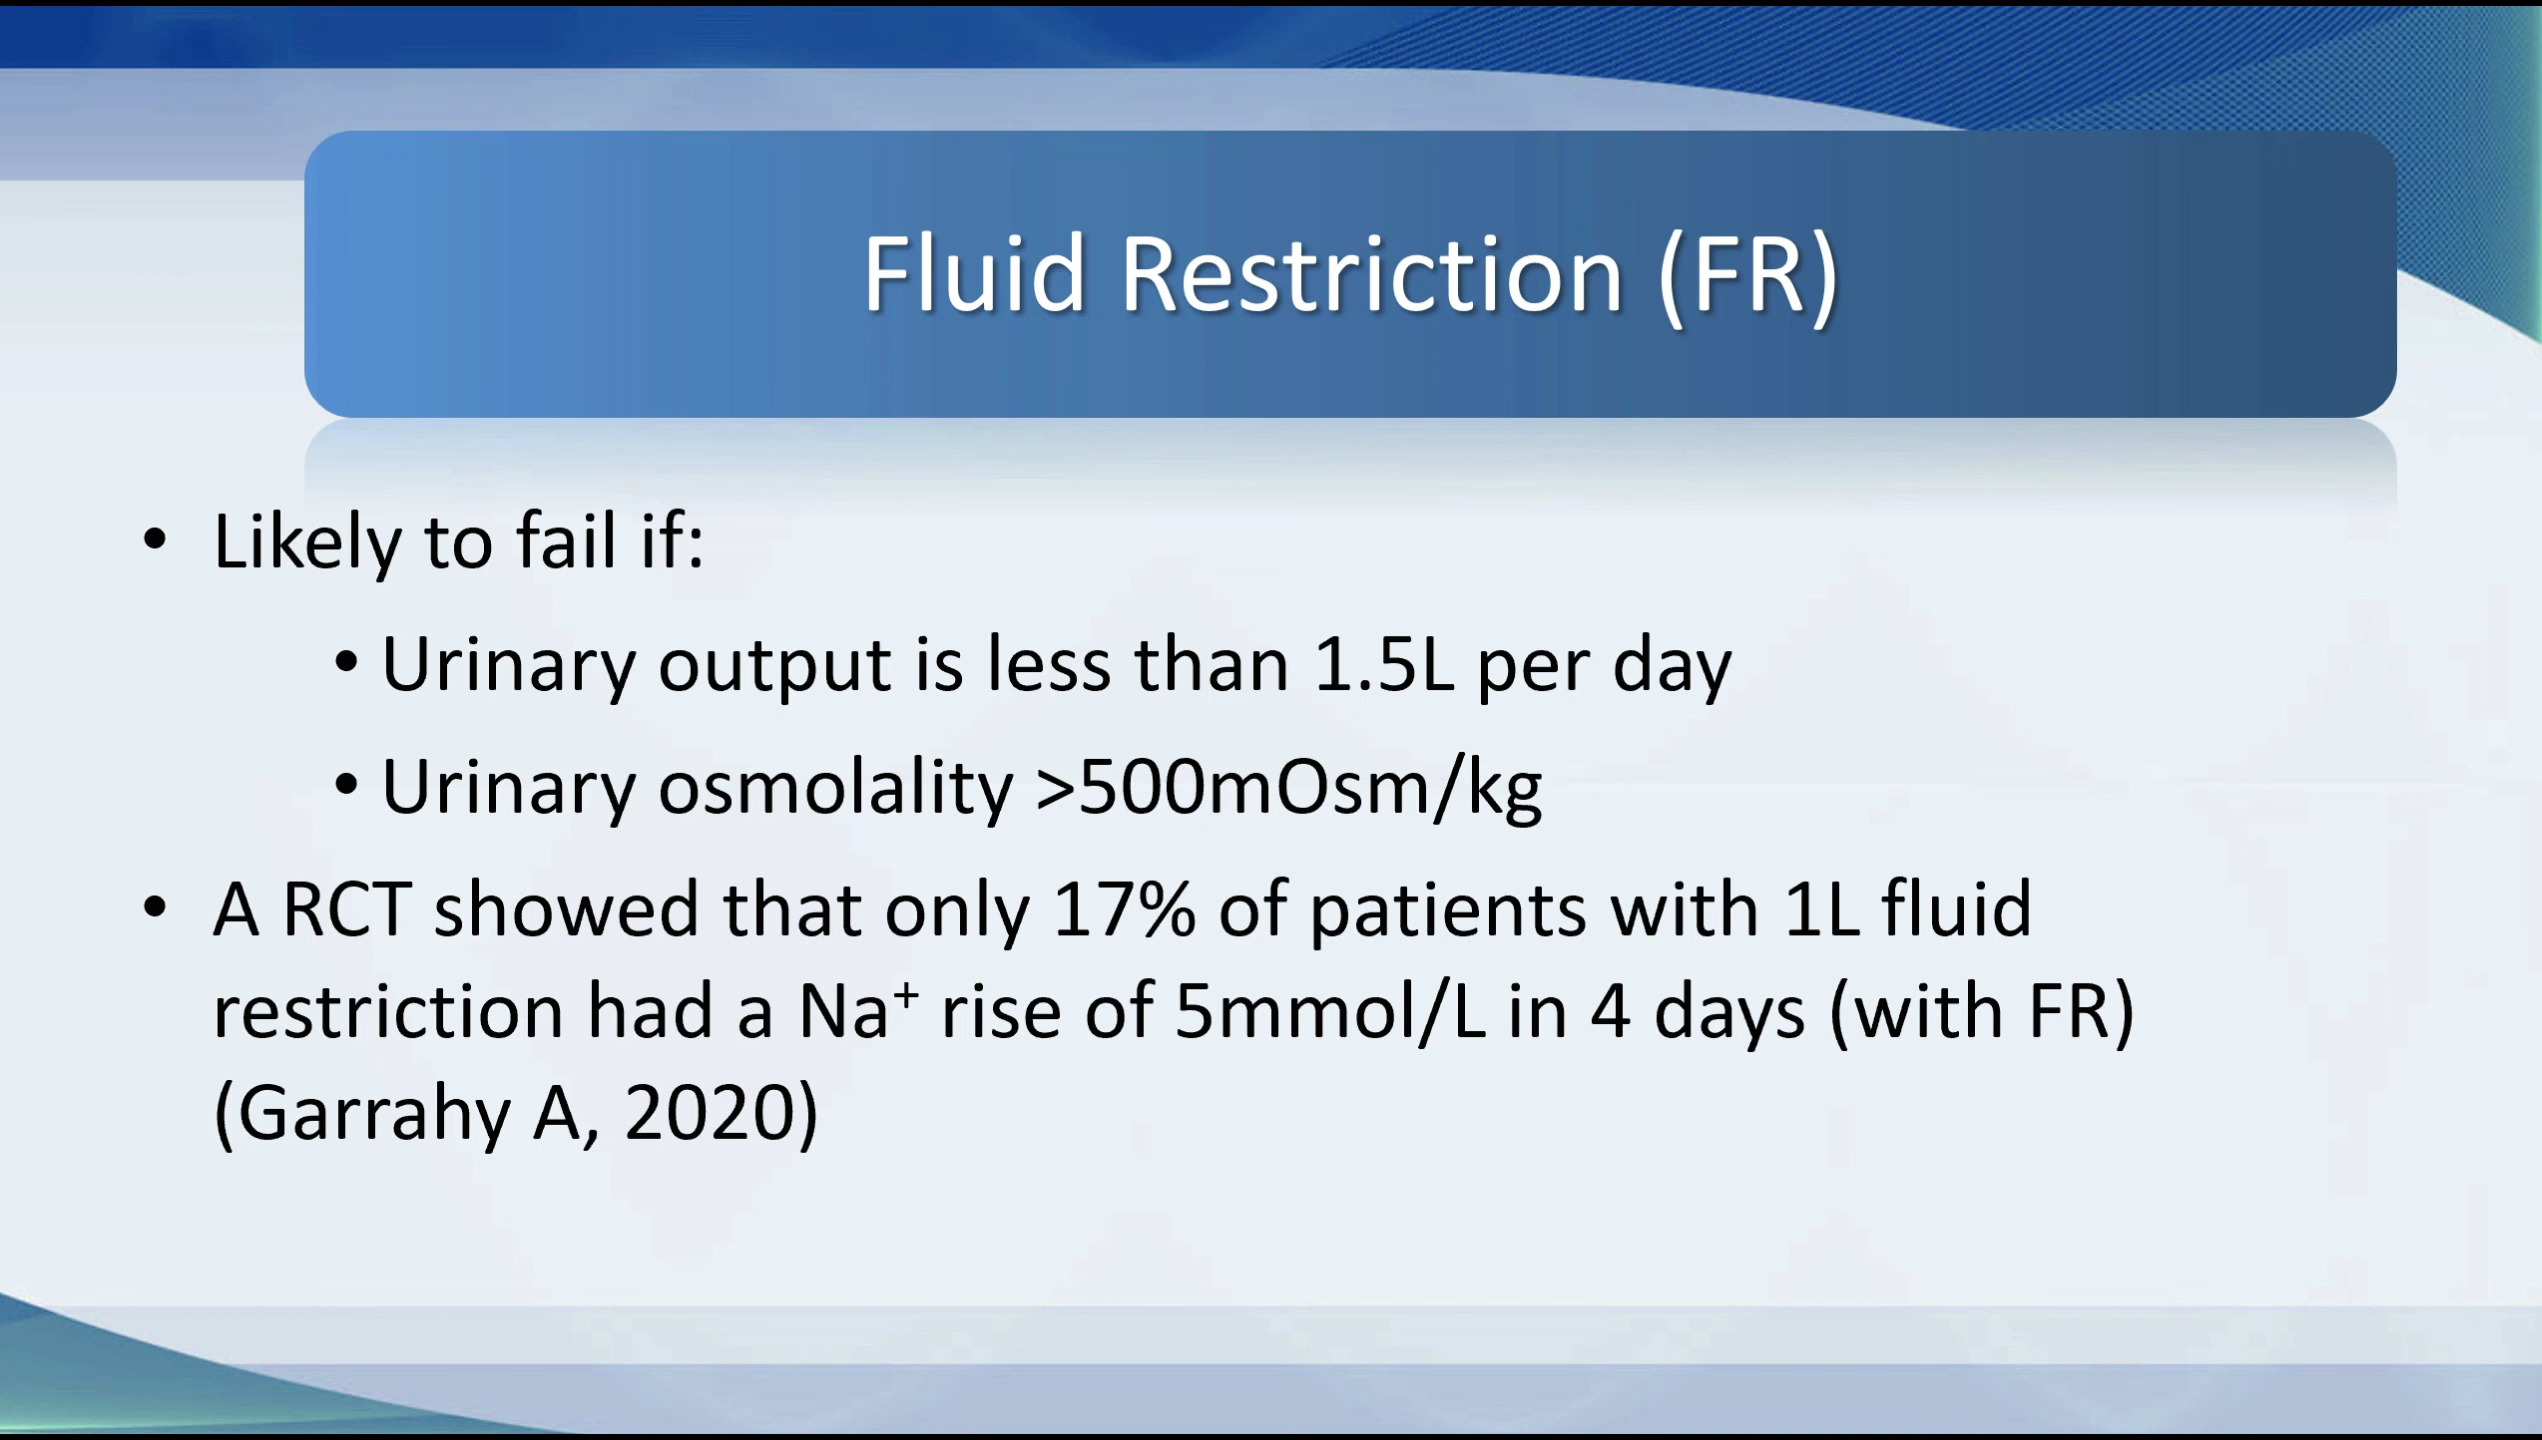 Fluid Restriction (FR)
• Likely to fail if:
• Urinary output is less than 1.5L per day
• Urinary osmolality >500mOsm/kg
• A RCT showed that only 17% of patients with 1L fluid
restriction had a Na⁺ rise of 5mmol/L in 4 days (with FR)
(Garrahy A, 2020)